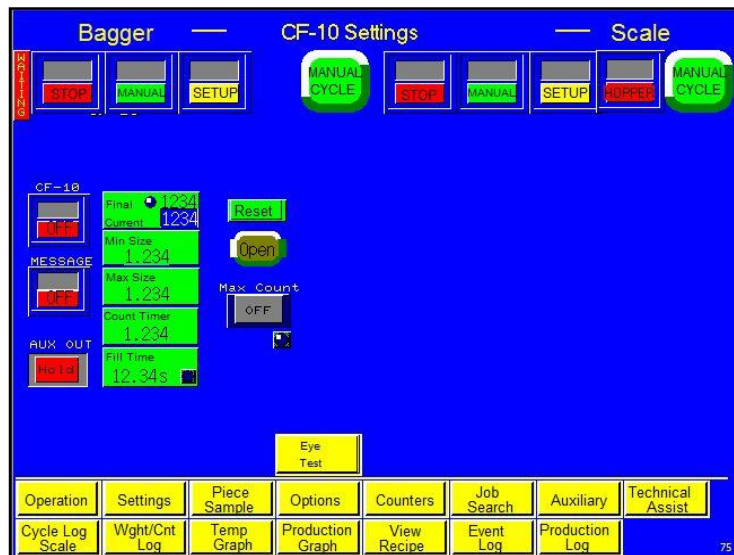 Bagger — CF-10 Settings — Scale
WAITING
STOP MANUAL SETUP MANUAL CYCLE STOP MANUAL SETUP HOPPER MANUAL CYCLE
CF-10
OFF
Final 1234
Current 1234
Reset
Min Size
1.234
Open
MESSAGE
OFF
Max Size
1.234
Max Count
OFF
Count Timer
1.234
AUX OUT
Hold
Fill Time
12.34s
Eye
Test
Operation Settings Piece Sample Options Counters Job Search Auxiliary Technical Assist
Cycle Log Scale Wght/Cnt Log Temp Graph Production Graph View Recipe Event Log Production Log
75